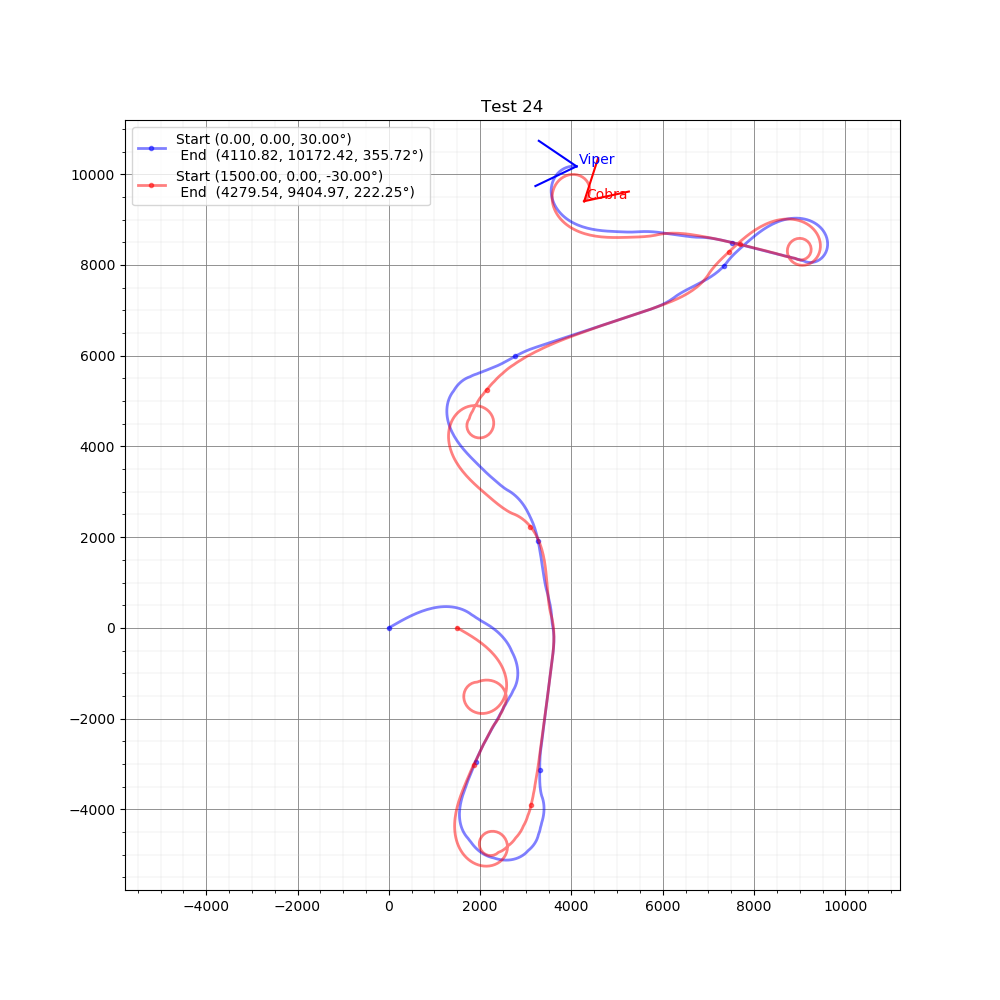 Test 24
Start (0.00, 0.00, 30.00°)
End (4110.82, 10172.42, 355.72°)
Start (1500.00, 0.00, -30.00°)
End (4279.54, 9404.97, 222.25°)
Viper
Cobra
10000
8000
6000
4000
2000
0
−2000
−4000
−4000 −2000 0 2000 4000 6000 8000 10000